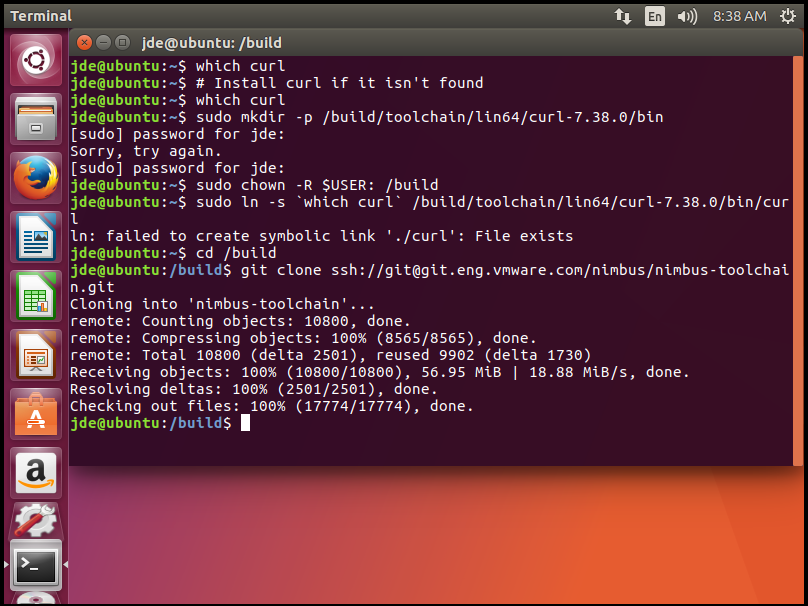 Terminal
En
8:38 AM
jde@ubuntu: /build
jde@ubuntu:~$ which curl
jde@ubuntu:~$ # Install curl if it isn't found
jde@ubuntu:~$ which curl
jde@ubuntu:~$ sudo mkdir -p /build/toolchain/lin64/curl-7.38.0/bin
[sudo] password for jde:
Sorry, try again.
[sudo] password for jde:
jde@ubuntu:~$ sudo chown -R $USER: /build
jde@ubuntu:~$ sudo ln -s `which curl` /build/toolchain/lin64/curl-7.38.0/bin/cur
l
ln: failed to create symbolic link './curl': File exists
jde@ubuntu:~$ cd /build
jde@ubuntu:/build$ git clone ssh://git@git.eng.vmware.com/nimbus/nimbus-toolchai
n.git
Cloning into 'nimbus-toolchain'...
remote: Counting objects: 10800, done.
remote: Compressing objects: 100% (8565/8565), done.
remote: Total 10800 (delta 2501), reused 9902 (delta 1730)
Receiving objects: 100% (10800/10800), 56.95 MiB | 18.88 MiB/s, done.
Resolving deltas: 100% (2501/2501), done.
Checking out files: 100% (17774/17774), done.
jde@ubuntu:/build$
a
>_